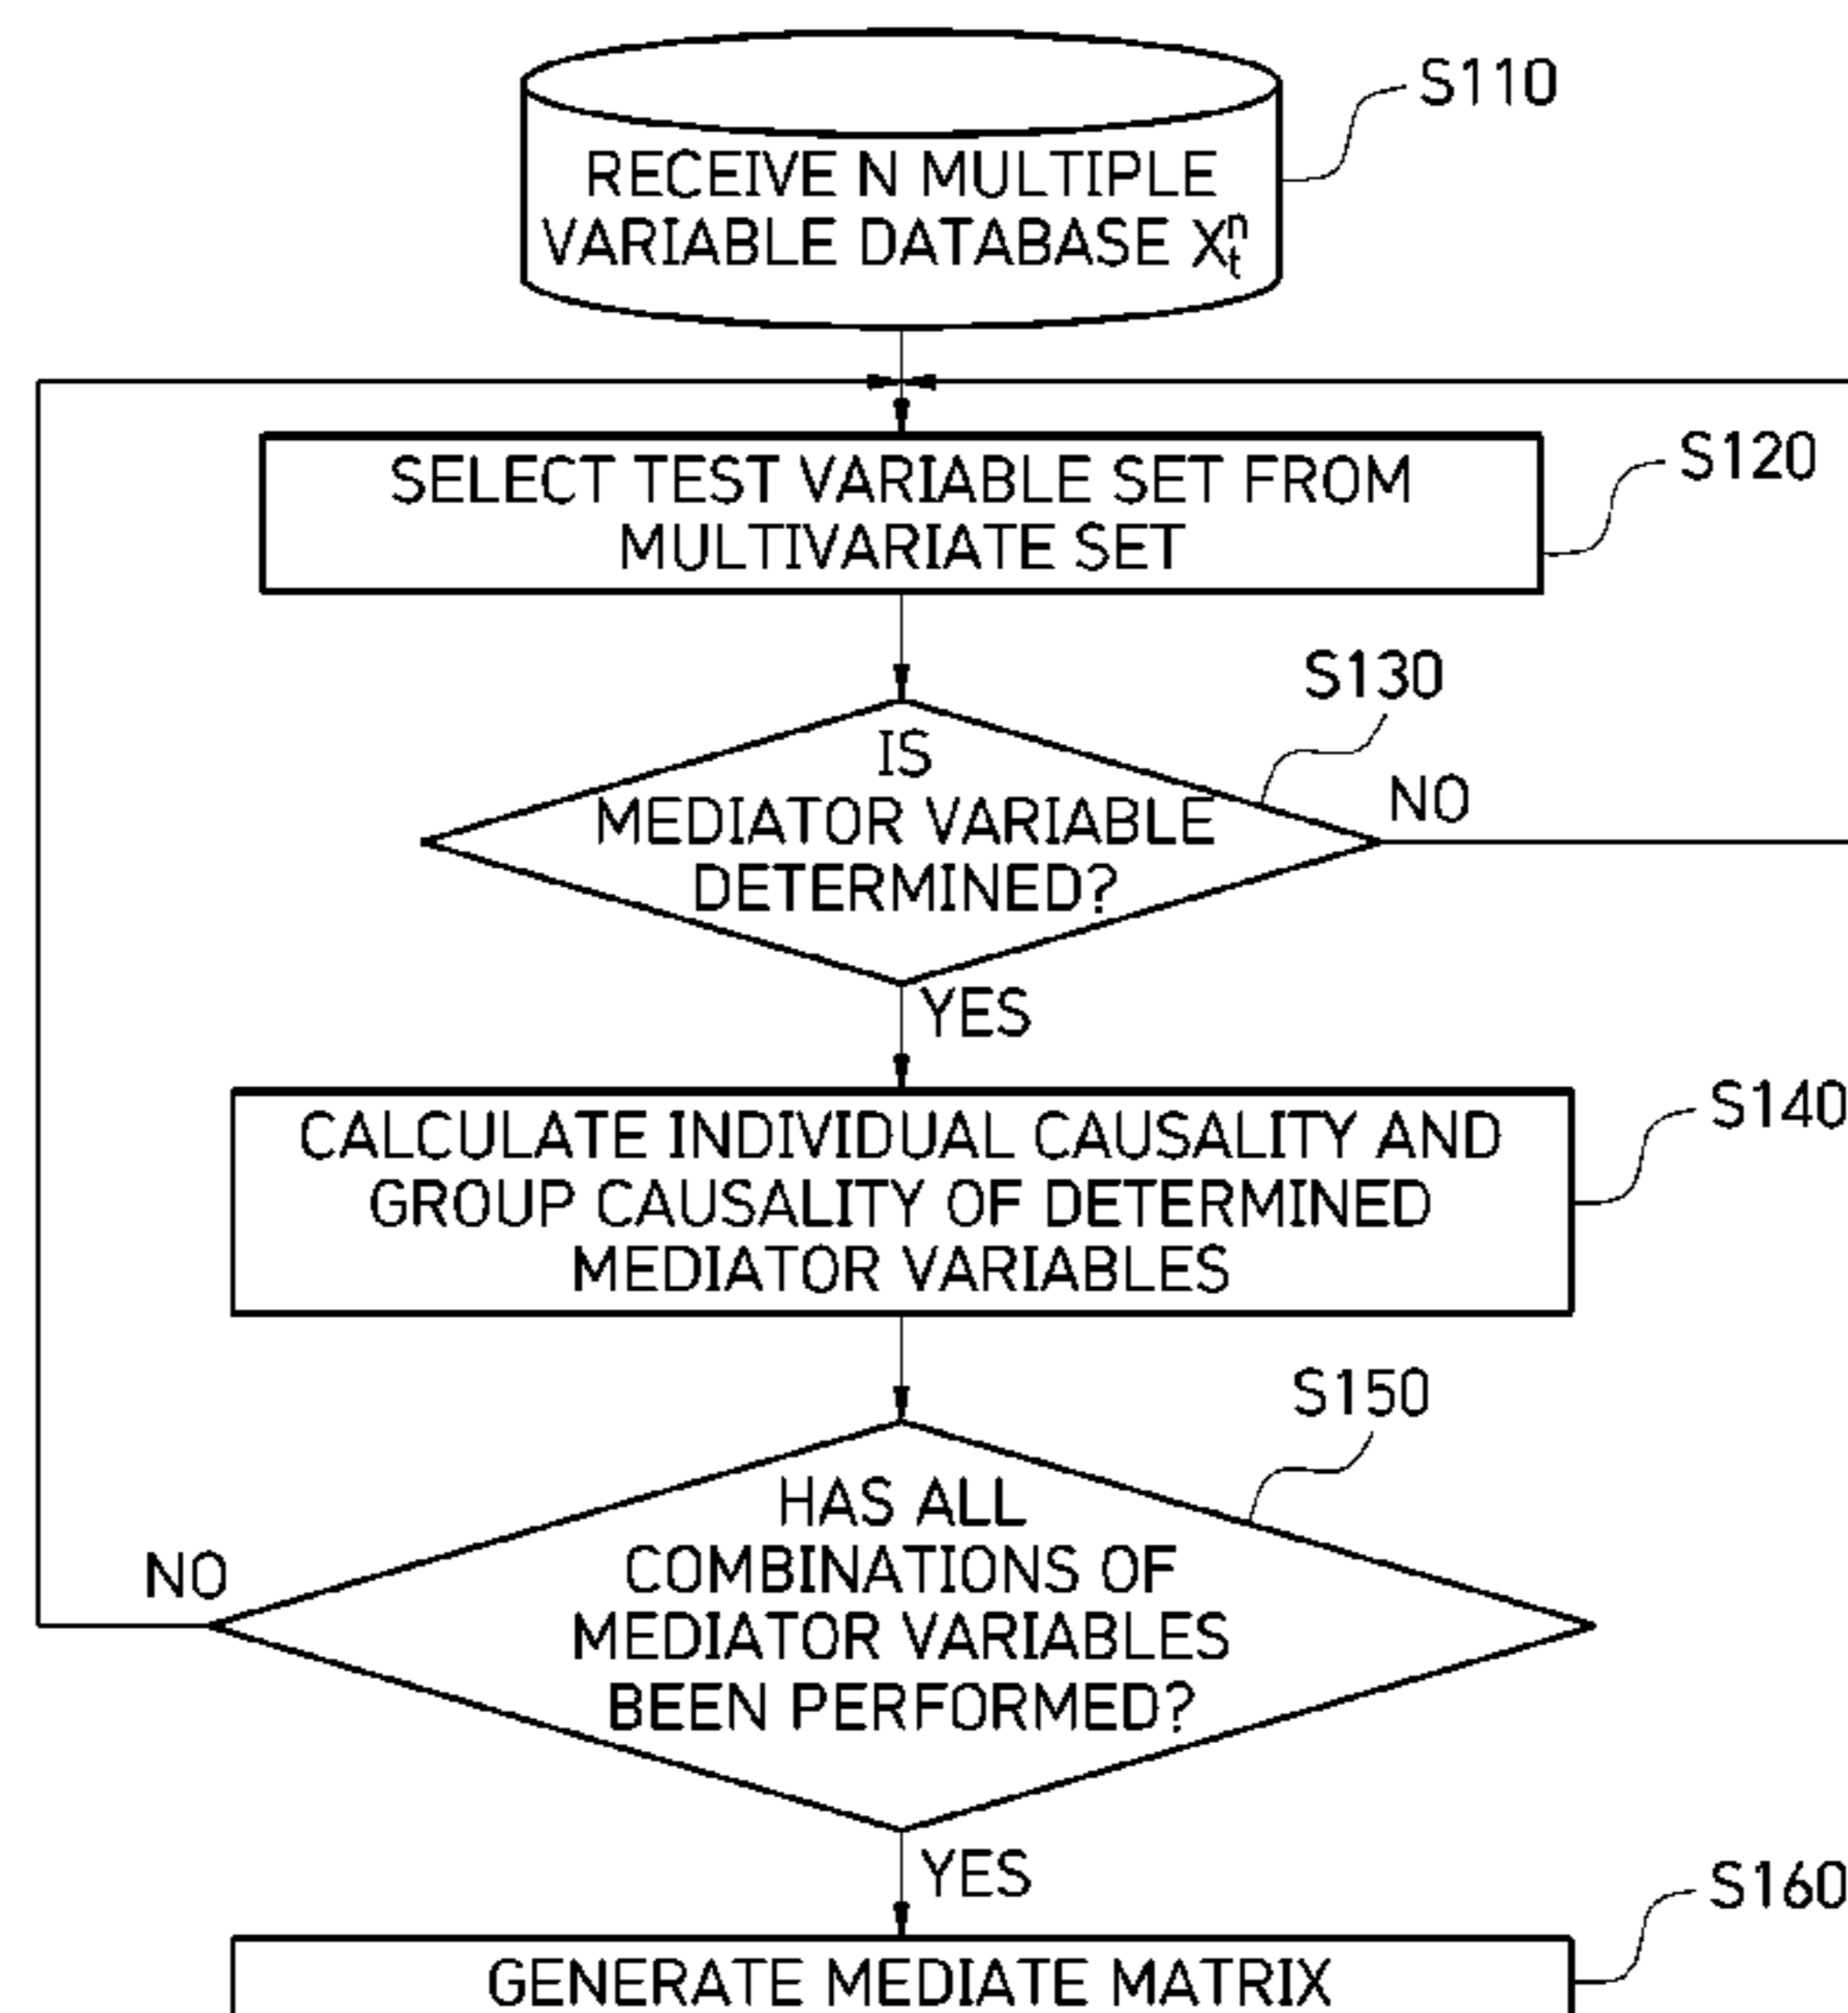 S110
RECEIVE N MULTIPLE
VARIABLE DATABASE X_t^n
S120
SELECT TEST VARIABLE SET FROM
MULTIVARIATE SET
S130
IS
MEDIATOR VARIABLE
DETERMINED?
NO
YES
S140
CALCULATE INDIVIDUAL CAUSALITY AND
GROUP CAUSALITY OF DETERMINED
MEDIATOR VARIABLES
S150
HAS ALL
COMBINATIONS OF
MEDIATOR VARIABLES
BEEN PERFORMED?
NO
YES
S160
GENERATE MEDIATE MATRIX